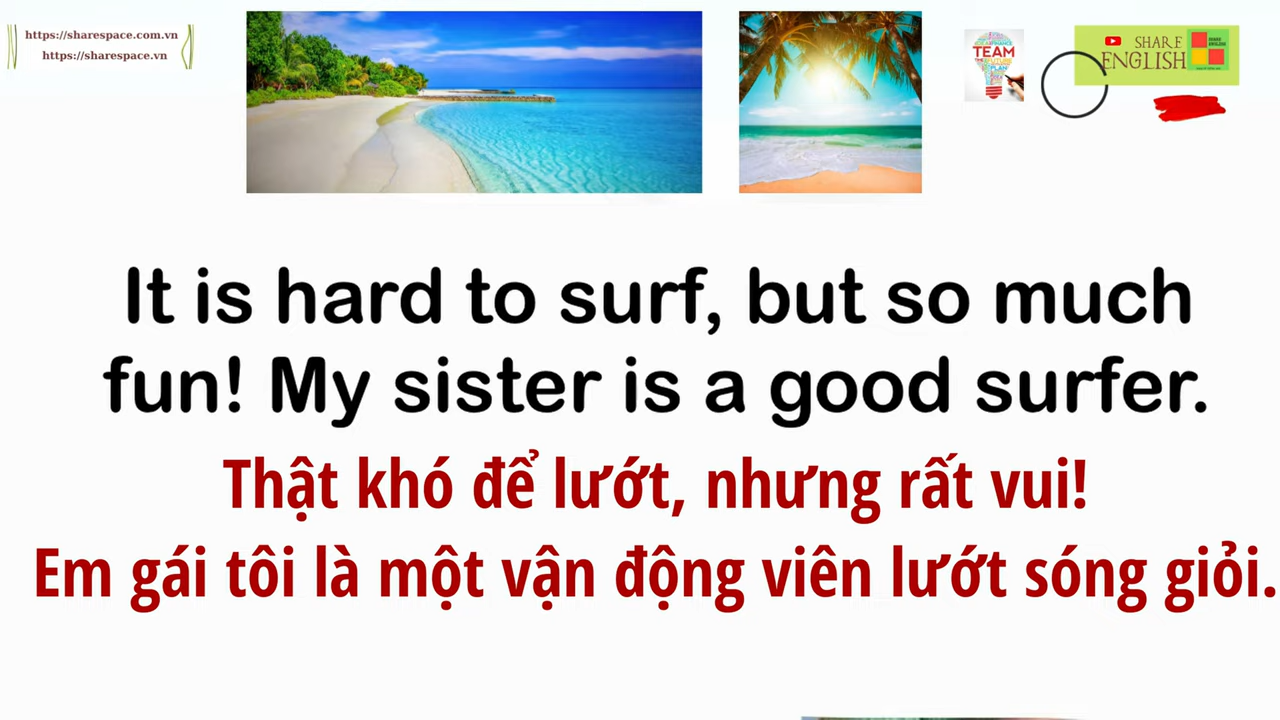 https://sharespace.com.vn
https://sharespace.vn
TEAM
PLAN
SHARE
ENGLISH
It is hard to surf, but so much
fun! My sister is a good surfer.
Thật khó để lướt, nhưng rất vui!
Em gái tôi là một vận động viên lướt sóng giỏi.